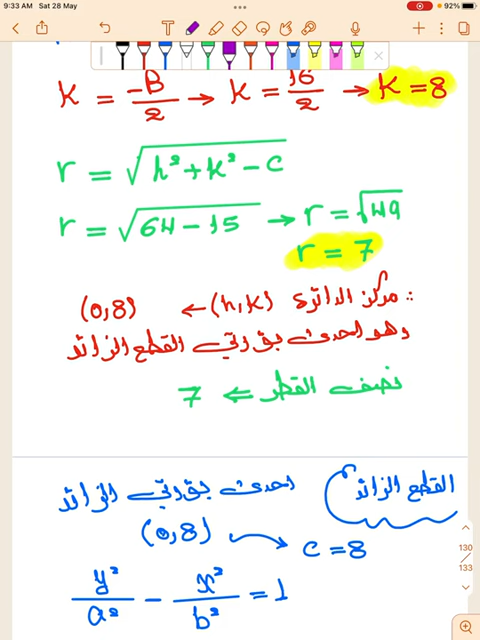 9:33 AM Sat 28 May
92%
K = -B/2 → K = 16/2 → K = 8
r = √(h² + k² - c)
r = √(64 - 15) → r = √49
r = 7
∴ مركز الدائرة (h,k) ← (0,8)
وهو احدى بؤرتي القطع الزائد
نصف القطر ⇐ 7
القطع الزائد
احدى بؤرتي الزائد
(0,8) → c = 8
y²/a² - x²/b² = 1
130
133